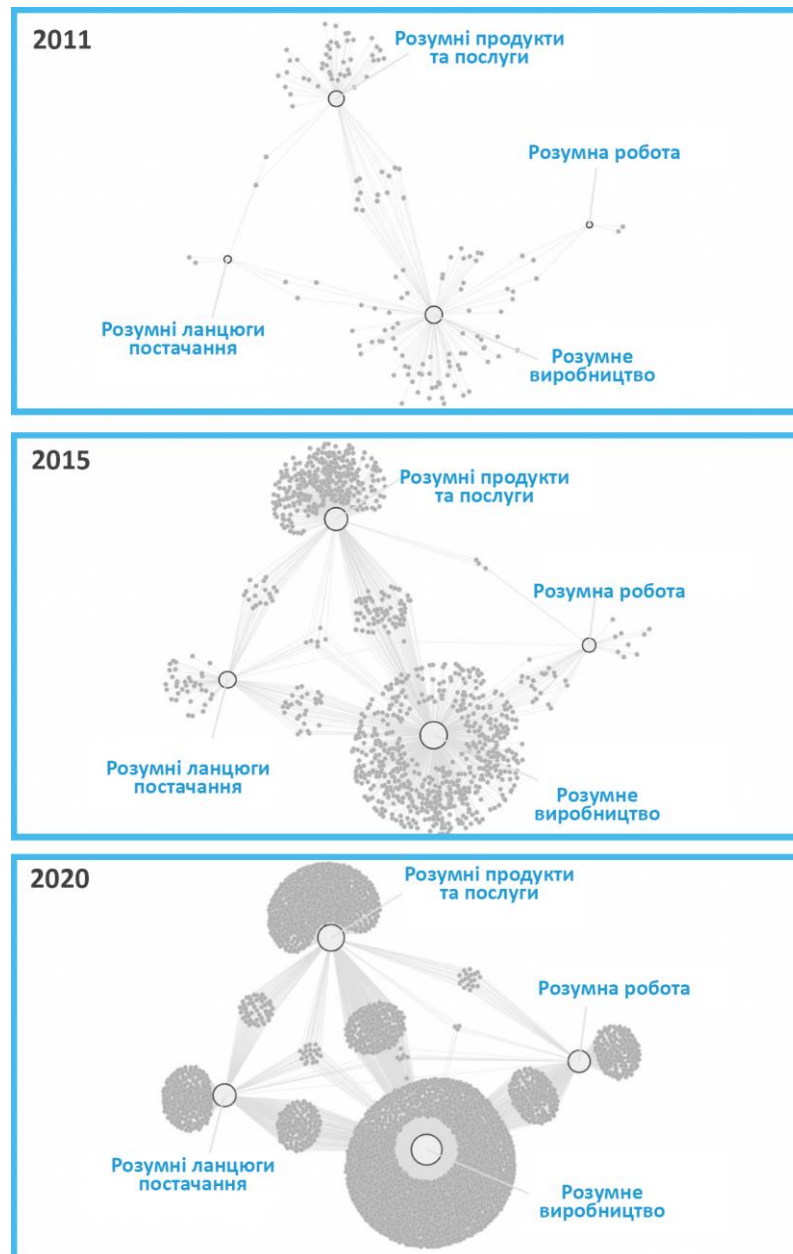 2011
Розумні продукти
та послуги
Розумна робота
Розумні ланцюги
постачання
Розумне
виробництво
2015
Розумні продукти
та послуги
Розумна робота
Розумні ланцюги
постачання
Розумне
виробництво
2020
Розумні продукти
та послуги
Розумна робота
Розумні ланцюги
постачання
Розумне
виробництво